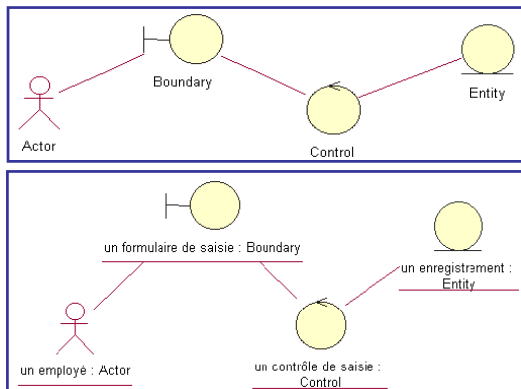 Boundary
Entity
Actor
Control
un formulaire de saisie : Boundary
un enregistrement :
Entity
un employé : Actor
un contrôle de saisie :
Control